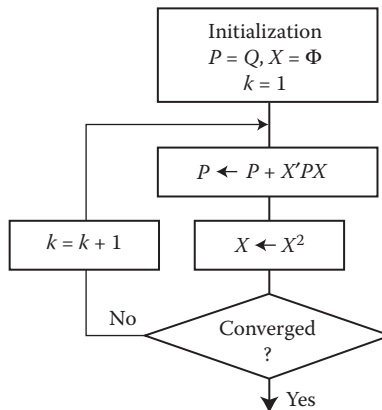 Initialization
P = Q, X = Φ
k = 1
P ← P + X'PX
k = k + 1
X ← X²
No
Converged
?
Yes